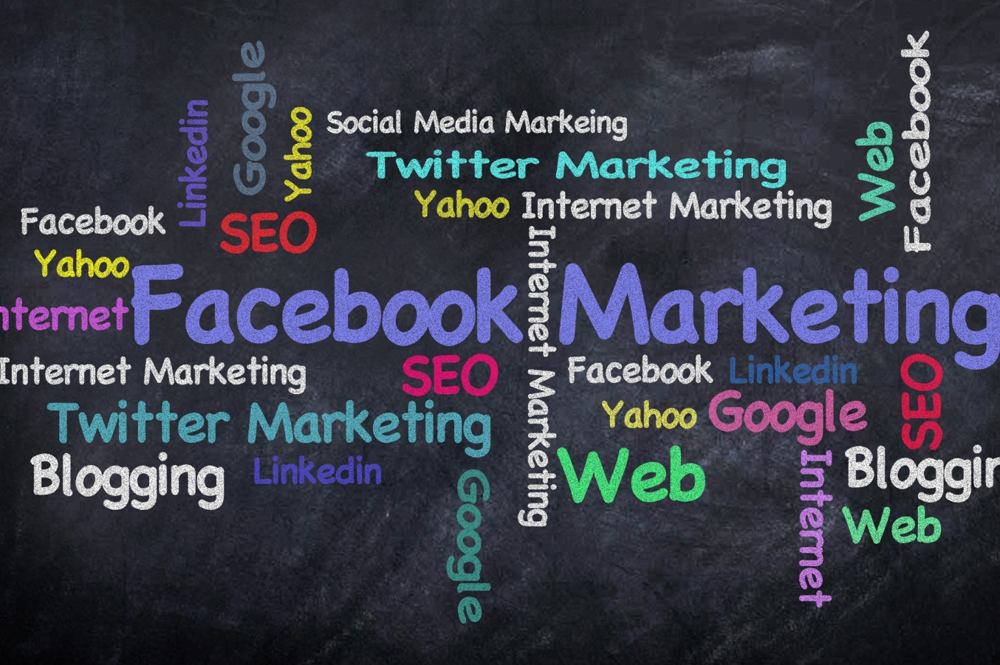 Google
Facebook
Linkedin
Yahoo
Social Media Markeing
Web
Twitter Marketing
Yahoo
Internet Marketing
Facebook
SEO
Yahoo
Internet Marketing
Facebook Marketing
nternet
Internet Marketing
SEO
Facebook
Linkedin
SEO
Twitter Marketing
Yahoo
Google
Blogging
Linkedin
Google
Web
Internet
Bloggin
Web